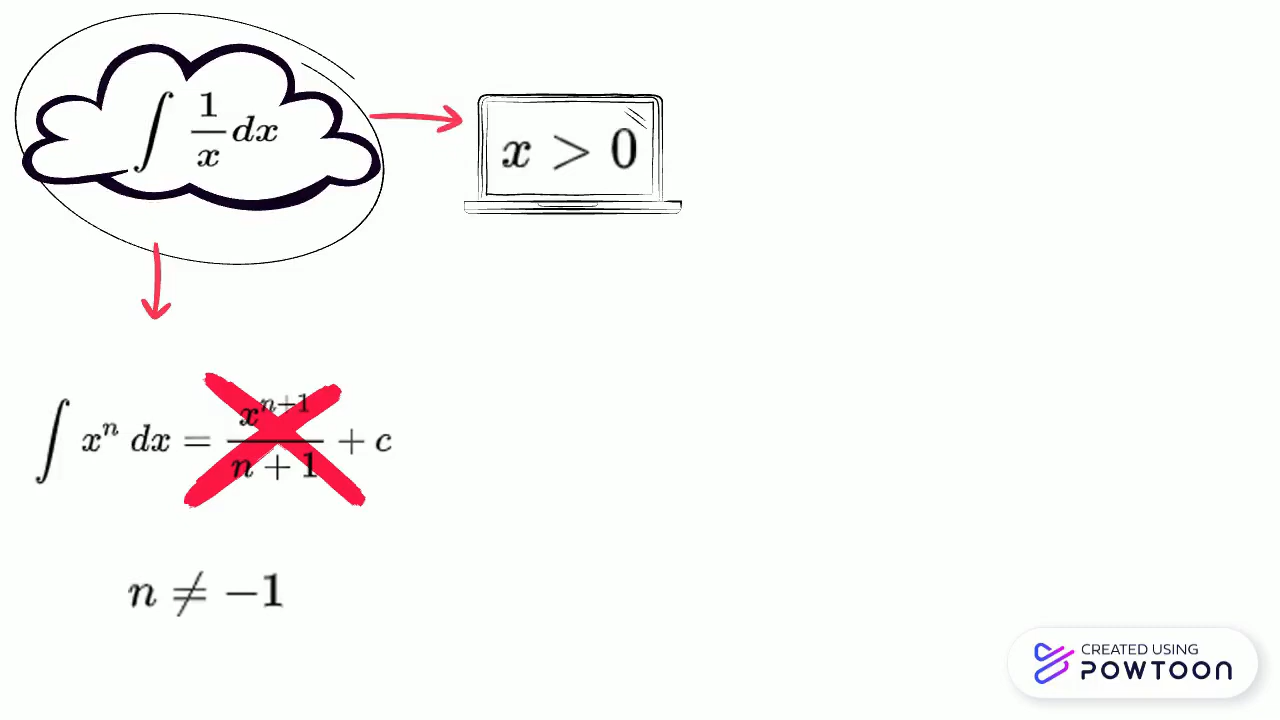 ∫ 1/x dx
x > 0
∫ xⁿ dx = xⁿ⁺¹/n + 1 + c
n ≠ −1
CREATED USING
POWTOON